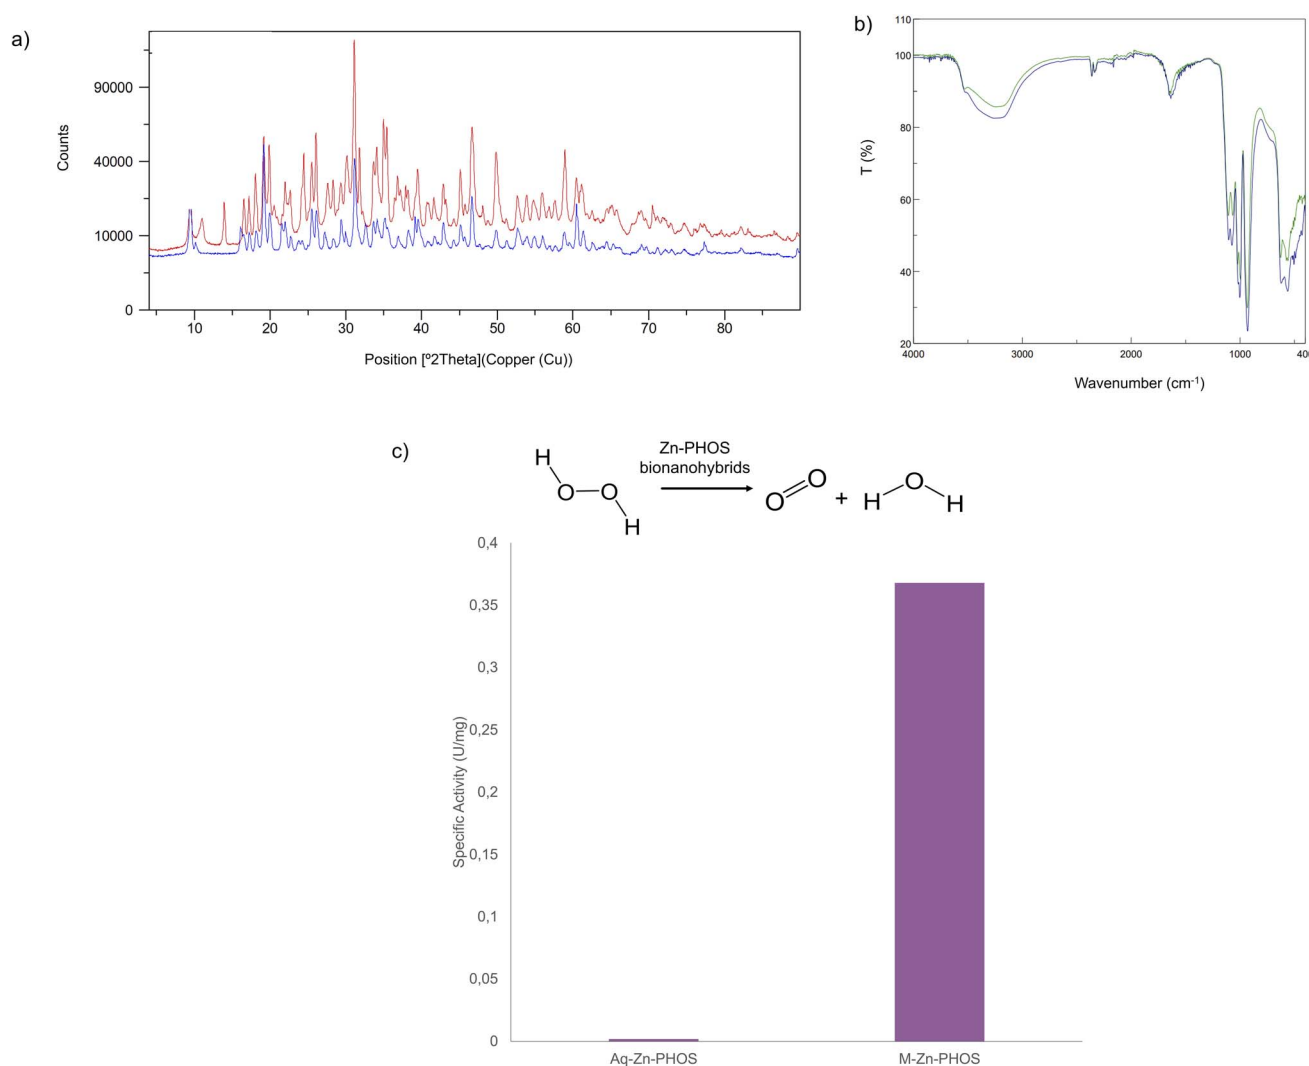 a)
Counts
90000
40000
10000
0
10 20 30 40 50 60 70 80
Position [º2Theta](Copper (Cu))
b)
T (%)
110
100
80
60
40
20
4000 3000 2000 1000 400
Wavenumber (cm-1)
c)
H
O O
H
Zn-PHOS
bionanohybrids
O O
+
H O H
Specific Activity (U/mg)
0,4
0,35
0,3
0,25
0,2
0,15
0,1
0,05
0
Aq-Zn-PHOS M-Zn-PHOS